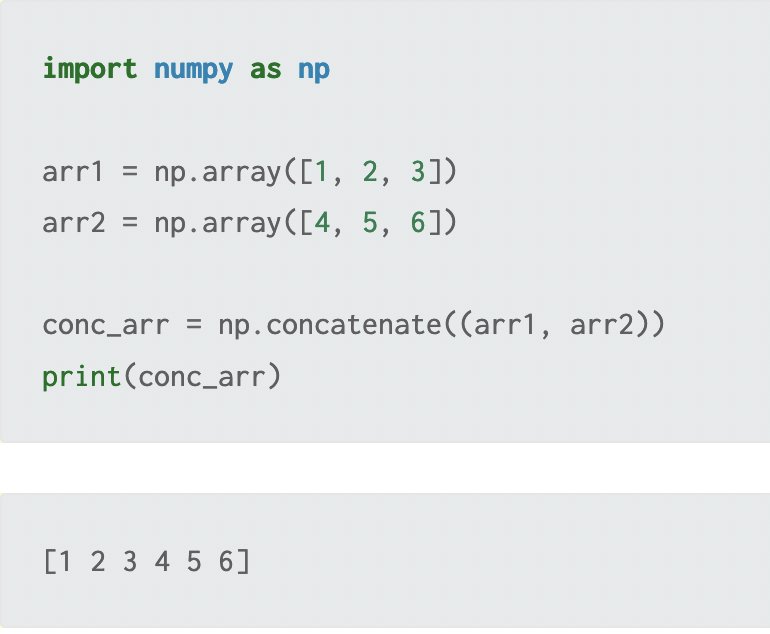 import numpy as np
arr1 = np.array([1, 2, 3])
arr2 = np.array([4, 5, 6])
conc_arr = np.concatenate((arr1, arr2))
print(conc_arr)
[1 2 3 4 5 6]